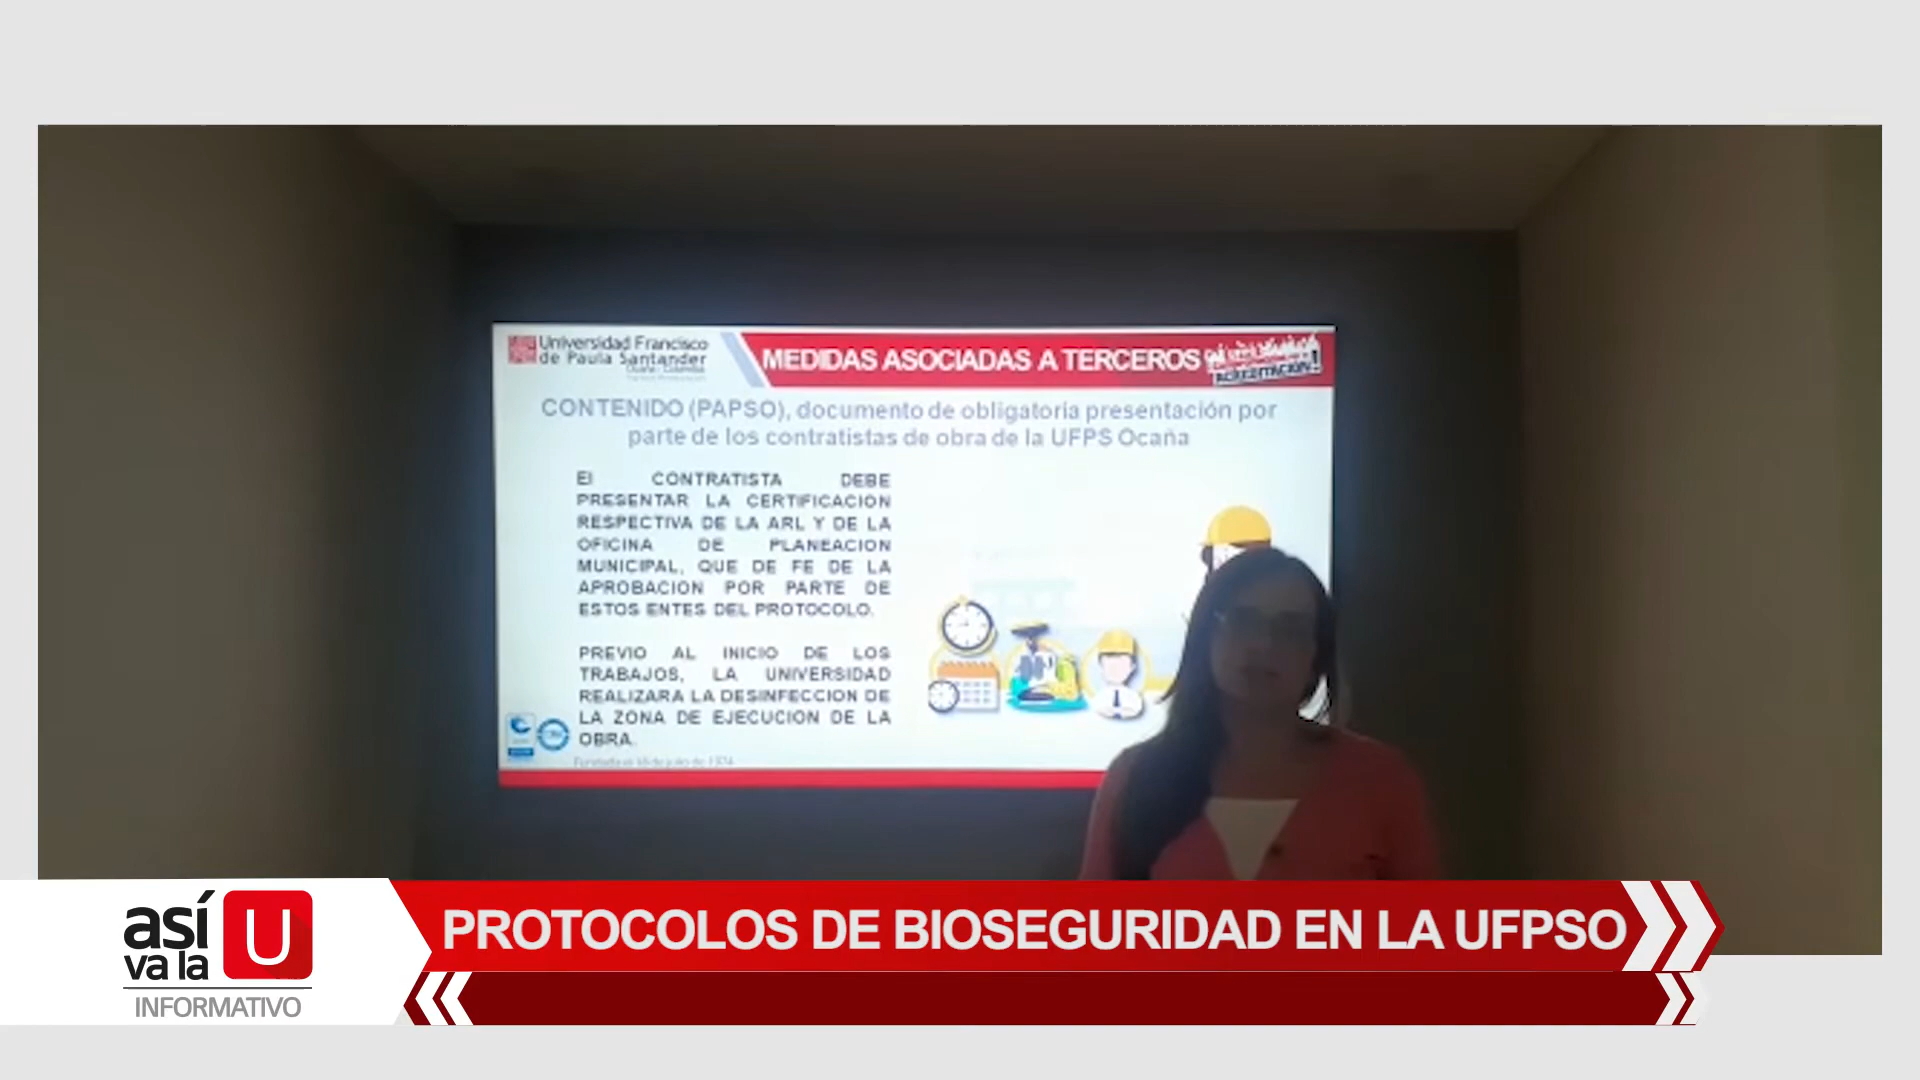 Universidad Francisco
de Paula Santander
Ocaña - Colombia
MEDIDAS ASOCIADAS A TERCEROS
ACREDITACIÓN!
CONTENIDO (PAPSO), documento de obligatoria presentación por
parte de los contratistas de obra de la UFPS Ocaña
El CONTRATISTA DEBE
PRESENTAR LA CERTIFICACION
RESPECTIVA DE LA ARL Y DE LA
OFICINA DE PLANEACION
MUNICIPAL, QUE DE FE DE LA
APROBACION POR PARTE DE
ESTOS ENTES DEL PROTOCOLO.
PREVIO AL INICIO DE LOS
TRABAJOS, LA UNIVERSIDAD
REALIZARA LA DESINFECCION DE
LA ZONA DE EJECUCION DE LA
OBRA.
así
va la
U
INFORMATIVO
PROTOCOLOS DE BIOSEGURIDAD EN LA UFPSO